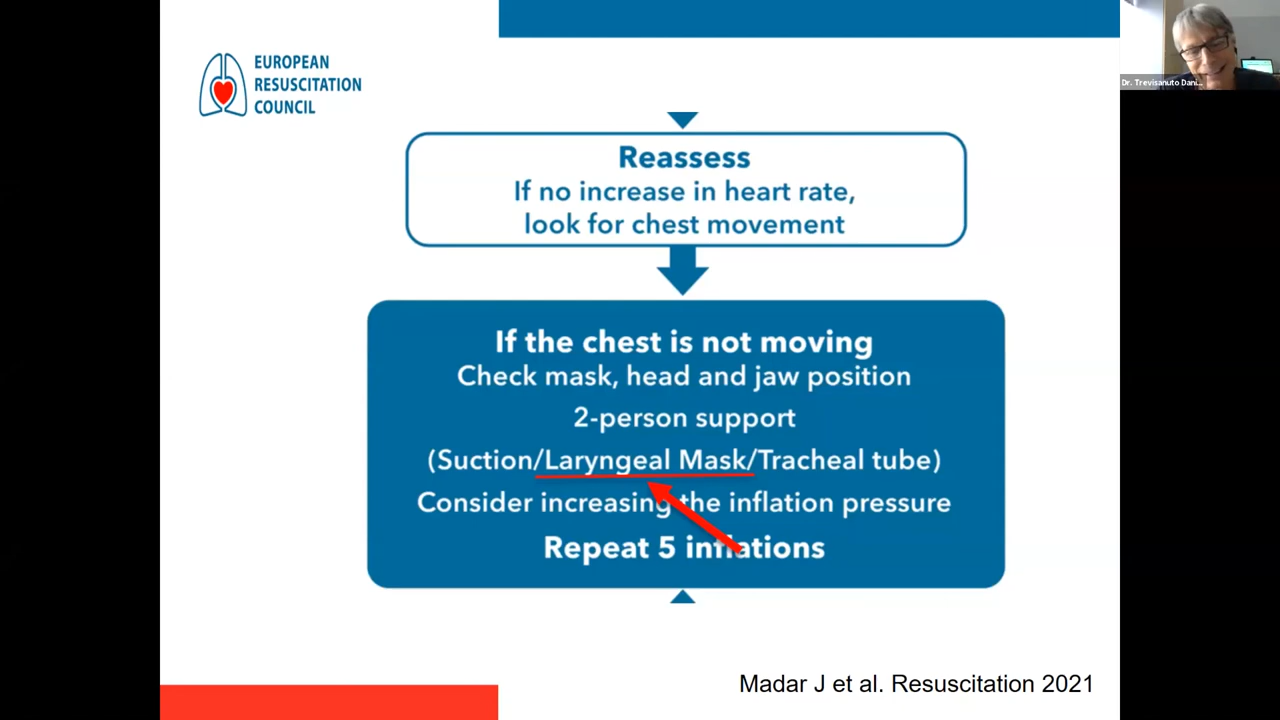 EUROPEAN
RESUSCITATION
COUNCIL
Dr. Trevisanuto Dani...
Reassess
If no increase in heart rate,
look for chest movement
If the chest is not moving
Check mask, head and jaw position
2-person support
(Suction/Laryngeal Mask/Tracheal tube)
Consider increasing the inflation pressure
Repeat 5 inflations
Madar J et al. Resuscitation 2021